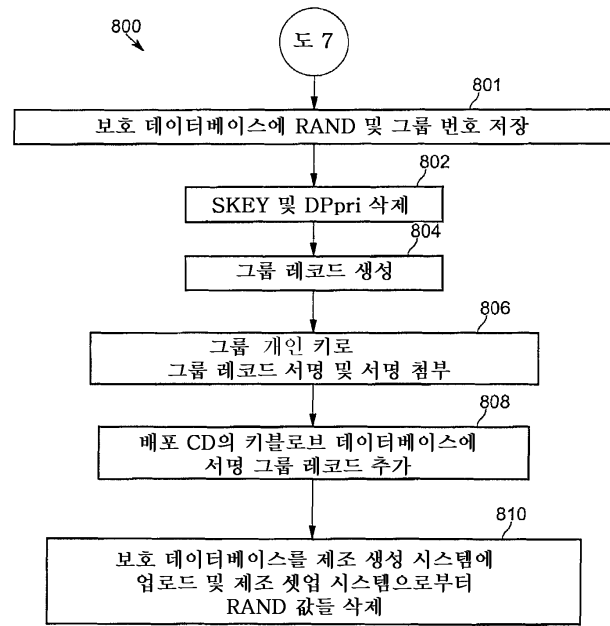 800
도 7
801
보호 데이터베이스에 RAND 및 그룹 번호 저장
802
SKEY 및 DPpri 삭제
804
그룹 레코드 생성
806
그룹 개인 키로
그룹 레코드 서명 및 서명 첨부
808
배포 CD의 키블로브 데이터베이스에
서명 그룹 레코드 추가
810
보호 데이터베이스를 제조 생성 시스템에
업로드 및 제조 셋업 시스템으로부터
RAND 값들 삭제